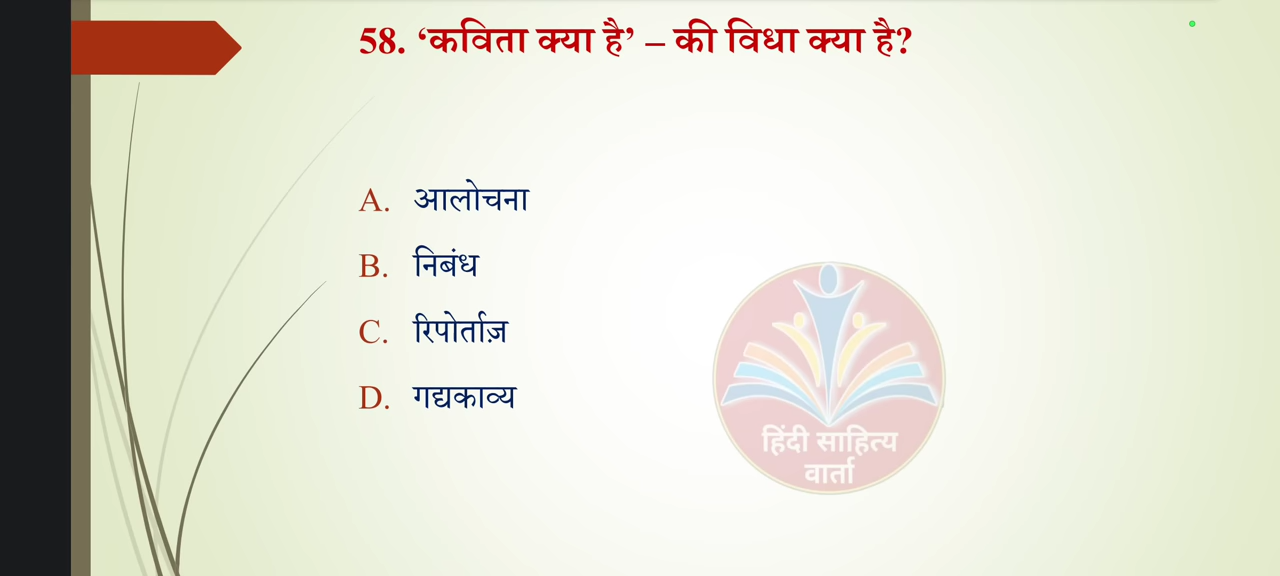 58. ‘कविता क्या है’ – की विधा क्या है?
A. आलोचना
B. निबंध
C. रिपोर्ताज़
D. गद्यकाव्य
हिंदी साहित्य
वार्ता